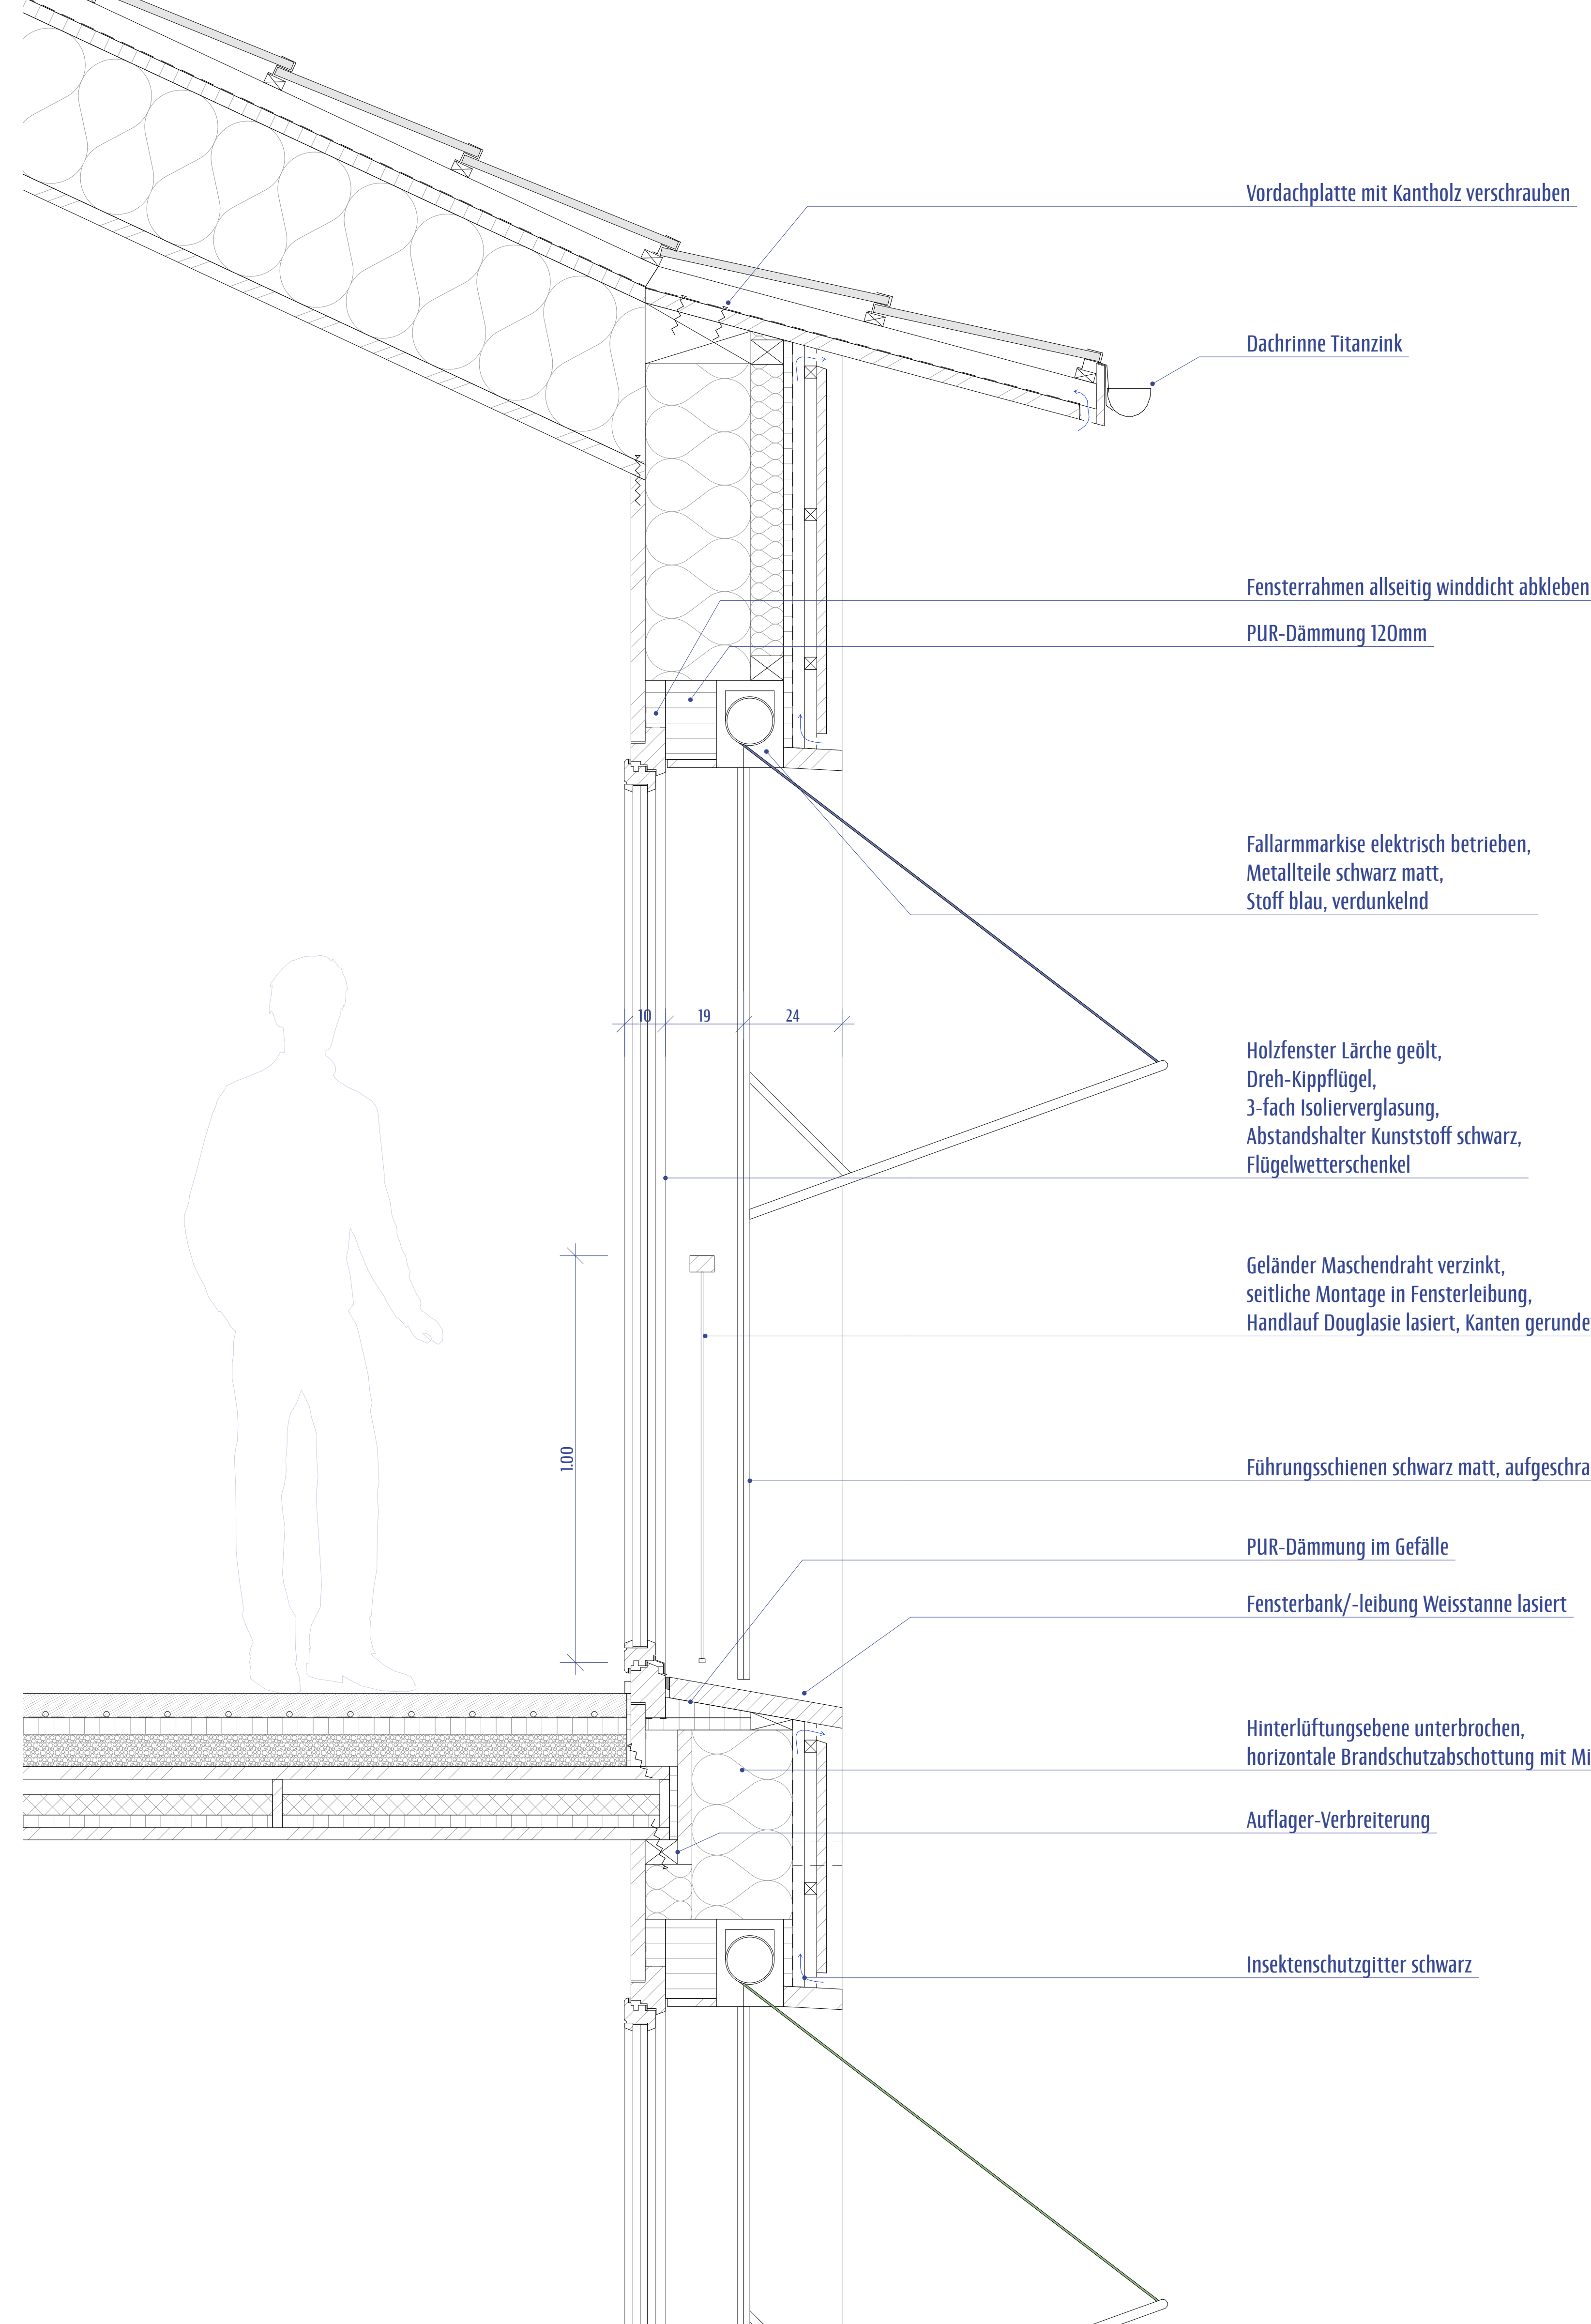 Vordachplatte mit Kantholz verschrauben
Dachrinne Titanzink
Fensterrahmen allseitig winddicht abkleben
PUR-Dämmung 120mm
Fallarmmarkise elektrisch betrieben,
Metallteile schwarz matt,
Stoff blau, verdunkelnd
10 19 24
Holzfenster Lärche geölt,
Dreh-Kippflügel,
3-fach Isolierverglasung,
Abstandshalter Kunststoff schwarz,
Flügelwetterschenkel
Geländer Maschendraht verzinkt,
seitliche Montage in Fensterleibung,
Handlauf Douglasie lasiert, Kanten gerunde
1.00
Führungsschienen schwarz matt, aufgeschra
PUR-Dämmung im Gefälle
Fensterbank/-leibung Weisstanne lasiert
Hinterlüftungsebene unterbrochen,
horizontale Brandschutzabschottung mit Mi
Auflager-Verbreiterung
Insektenschutzgitter schwarz